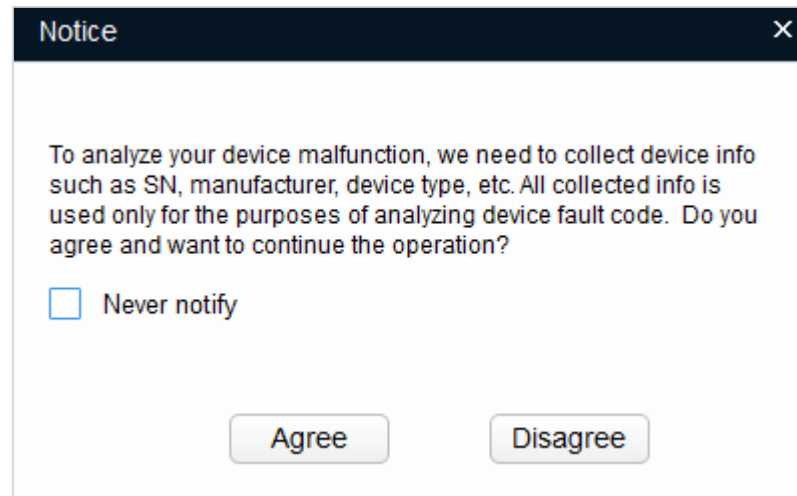 Notice
To analyze your device malfunction, we need to collect device info
such as SN, manufacturer, device type, etc. All collected info is
used only for the purposes of analyzing device fault code.  Do you
agree and want to continue the operation?
Never notify
Agree
Disagree